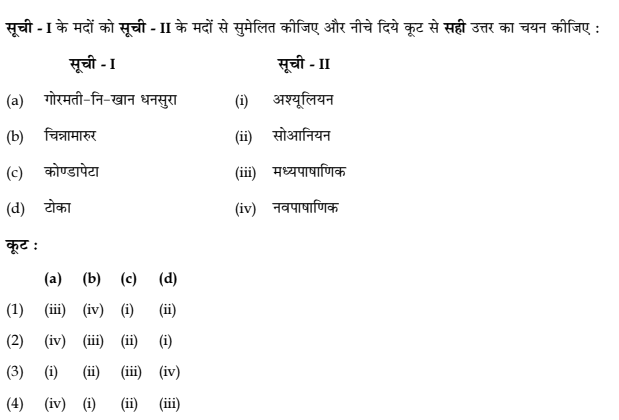 सूची - I के मदों को सूची - II के मदों से सुमेलित कीजिए और नीचे दिये कूट से सही उत्तर का चयन कीजिए :
सूची - I सूची - II
(a) गोरमती-नि-खान धनसुरा (i) अश्यूलियन
(b) चिन्नामारुर (ii) सोआनियन
(c) कोण्डापेटा (iii) मध्यपाषाणिक
(d) टोका (iv) नवपाषाणिक
कूट :
(a) (b) (c) (d)
(1) (iii) (iv) (i) (ii)
(2) (iv) (iii) (ii) (i)
(3) (i) (ii) (iii) (iv)
(4) (iv) (i) (ii) (iii)